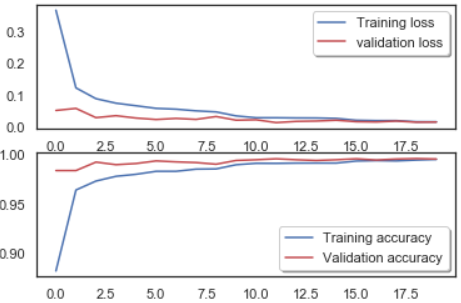 0.3
0.2
0.1
0.0
Training loss
validation loss
0.0 2.5 5.0 7.5 10.0 12.5 15.0 17.5
1.00
0.95
0.90
Training accuracy
Validation accuracy
0.0 2.5 5.0 7.5 10.0 12.5 15.0 17.5